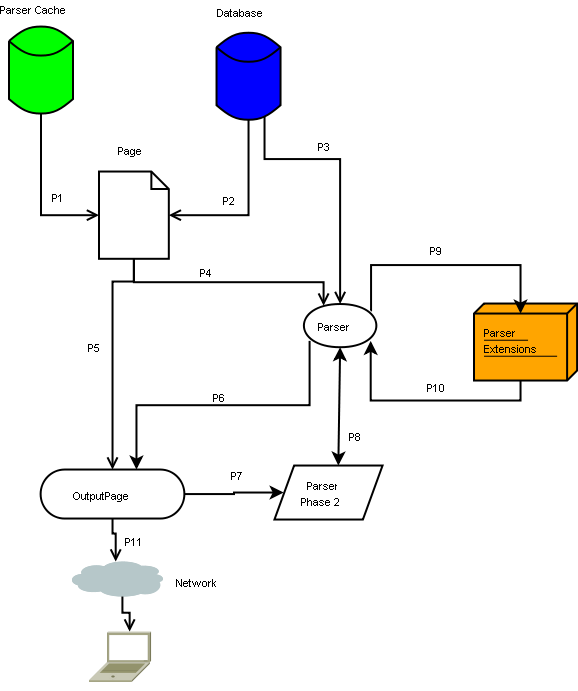 Parser Cache
Database
P3
Page
P1
P2
P9
P4
Parser
Parser
Extensions
P5
P10
P6
P8
P7
Parser
Phase 2
OutputPage
P11
Network